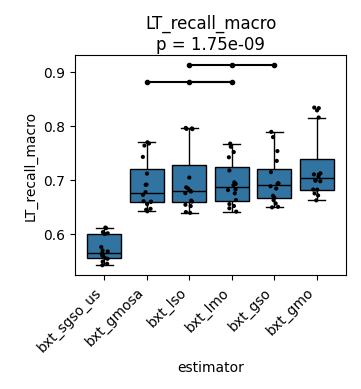 LT_recall_macro
p = 1.75e-09
LT_recall_macro
0.9
0.8
0.7
0.6
bxt_sgso_us
bxt_gmosa
bxt_lso
bxt_lmo
bxt_gso
bxt_gmo
estimator